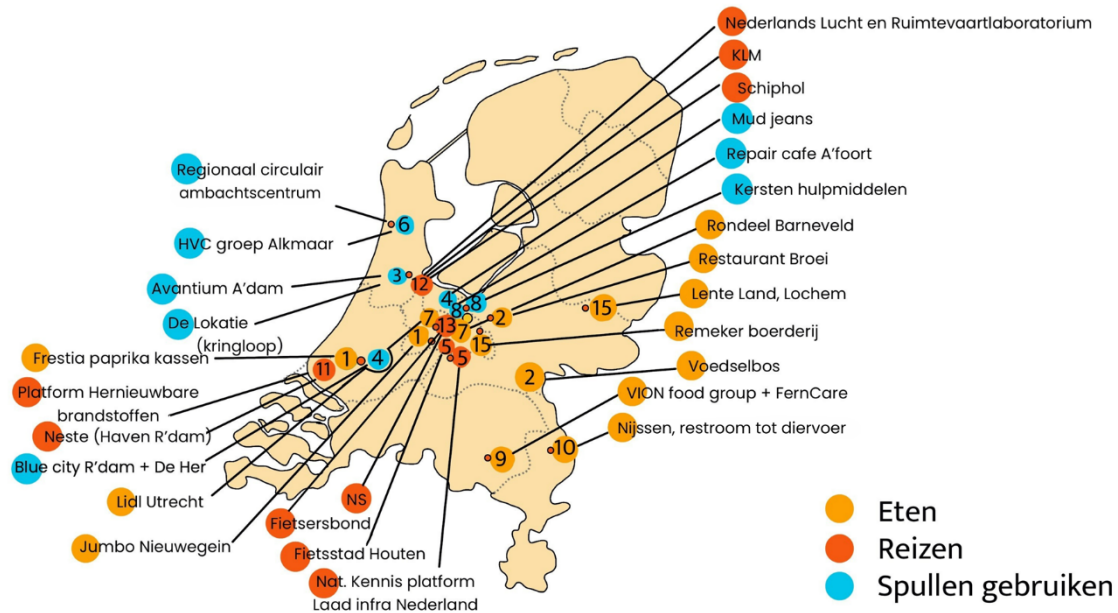 Nederlands Lucht en Ruimtevaartlaboratorium
KLM
Schiphol
Mud jeans
Repair cafe A'foort
Kersten hulpmiddelen
Rondeel Barneveld
Restaurant Broei
Lente Land, Lochem
Remeker boerderij
Voedselbos
VION food group + FernCare
Nijssen, restroom tot diervoer
Regionaal circulair
ambachtscentrum
HVC groep Alkmaar
Avantium A'dam
De Lokatie
(kringloop)
Frestia paprika kassen
Platform Hernieuwbare
brandstoffen
Neste (Haven R'dam)
Blue city R'dam + De Her
Lidl Utrecht
Jumbo Nieuwegein
NS
Fietsersbond
Fietsstad Houten
Nat. Kennis platform
Laad infra Nederland
6
3
12
4
8
8
7
13
7
2
1
5
5
15
15
1
4
11
2
9
10
Eten
Reizen
Spullen gebruiken